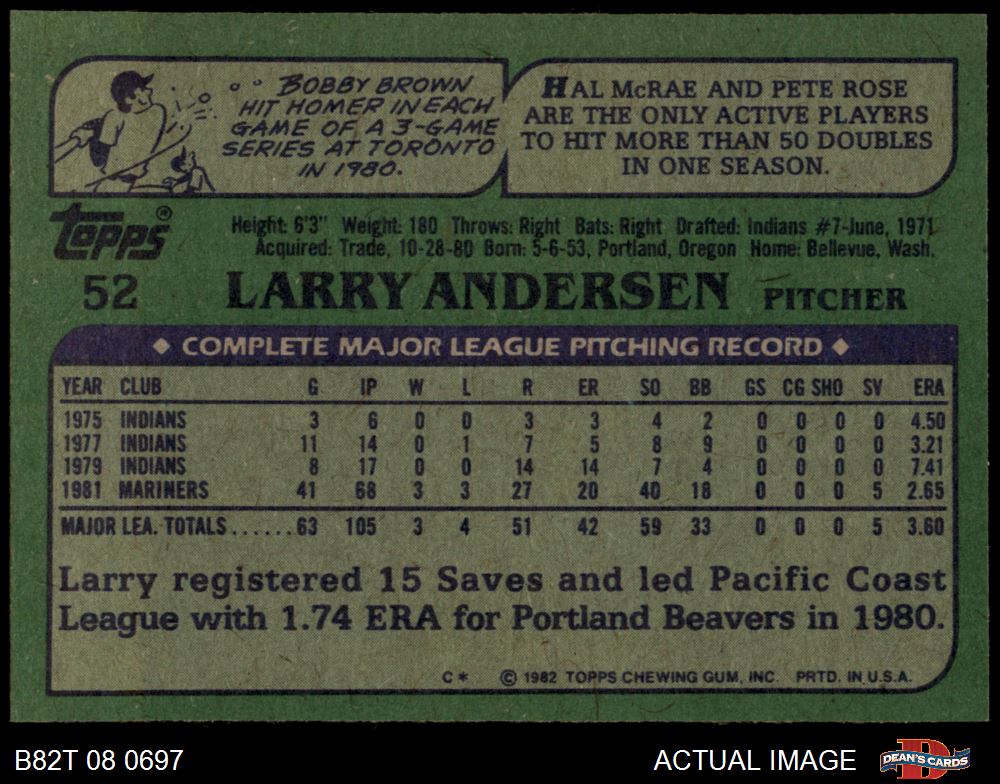 BOBBY BROWN
HIT HOMER IN EACH
GAME OF A 3-GAME
SERIES AT TORONTO
IN 1980.
HAL McRAE AND PETE ROSE
ARE THE ONLY ACTIVE PLAYERS
TO HIT MORE THAN 50 DOUBLES
IN ONE SEASON.
Topps®
Height: 6'3" Weight: 180 Throws: Right Bats: Right Drafted: Indians #7-June, 1971
Acquired: Trade, 10-28-80 Born: 5-6-53, Portland, Oregon Home: Bellevue, Wash.
52 LARRY ANDERSEN PITCHER
◆ COMPLETE MAJOR LEAGUE PITCHING RECORD ◆
YEAR CLUB G IP W L R ER SO BB GS CG SHO SV ERA
1975 INDIANS 3 6 0 0 3 3 4 2 0 0 0 0 4.50
1977 INDIANS 11 14 0 1 7 5 8 9 0 0 0 0 3.21
1979 INDIANS 8 17 0 0 14 14 7 4 0 0 0 0 7.41
1981 MARINERS 41 68 3 3 27 20 40 18 0 0 0 5 2.65
MAJOR LEA. TOTALS......63 105 3 4 51 42 59 33 0 0 0 5 3.60
Larry registered 15 Saves and led Pacific Coast
League with 1.74 ERA for Portland Beavers in 1980.
C* © 1982 TOPPS CHEWING GUM, INC. PRTD. IN U.S.A.
B82T 08 0697 ACTUAL IMAGE D DEAN'S CARDS